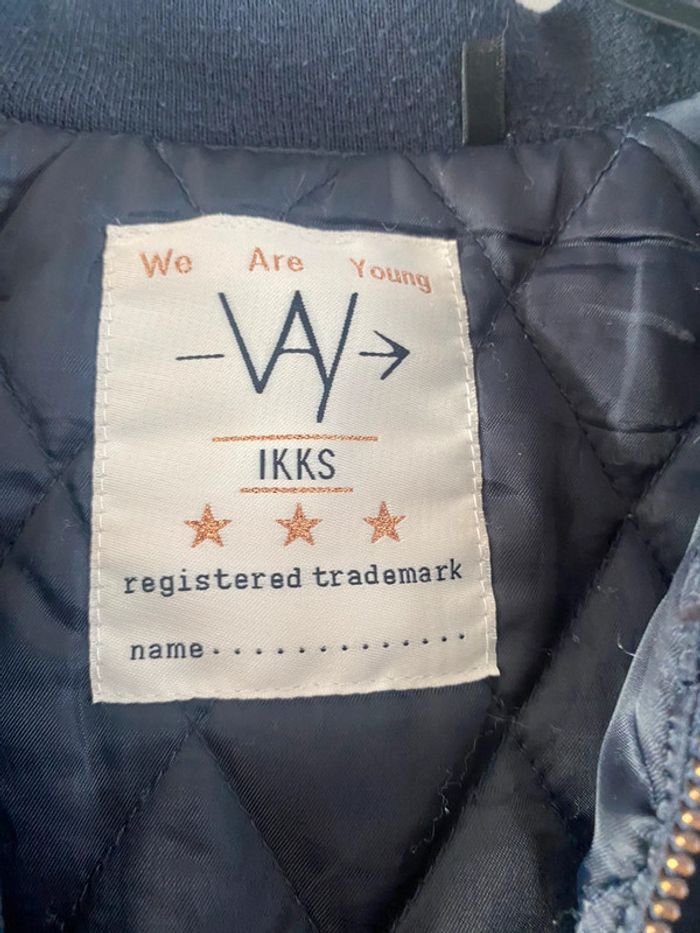 We Are Young
WAY
IKKS
registered trademark
name.............